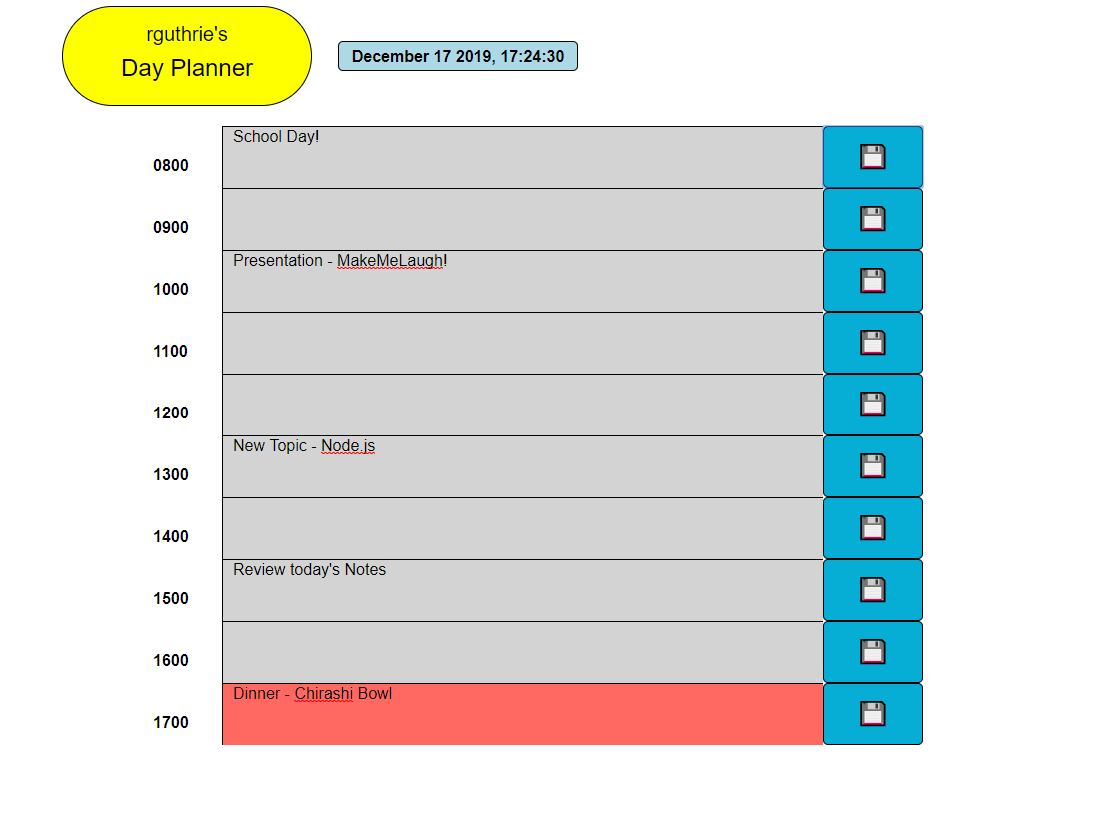 rguthrie's
Day Planner
December 17 2019, 17:24:30
School Day!
0800
0900
Presentation - MakeMeLaugh!
1000
1100
1200
New Topic - Node.js
1300
1400
Review today's Notes
1500
1600
Dinner - Chirashi Bowl
1700